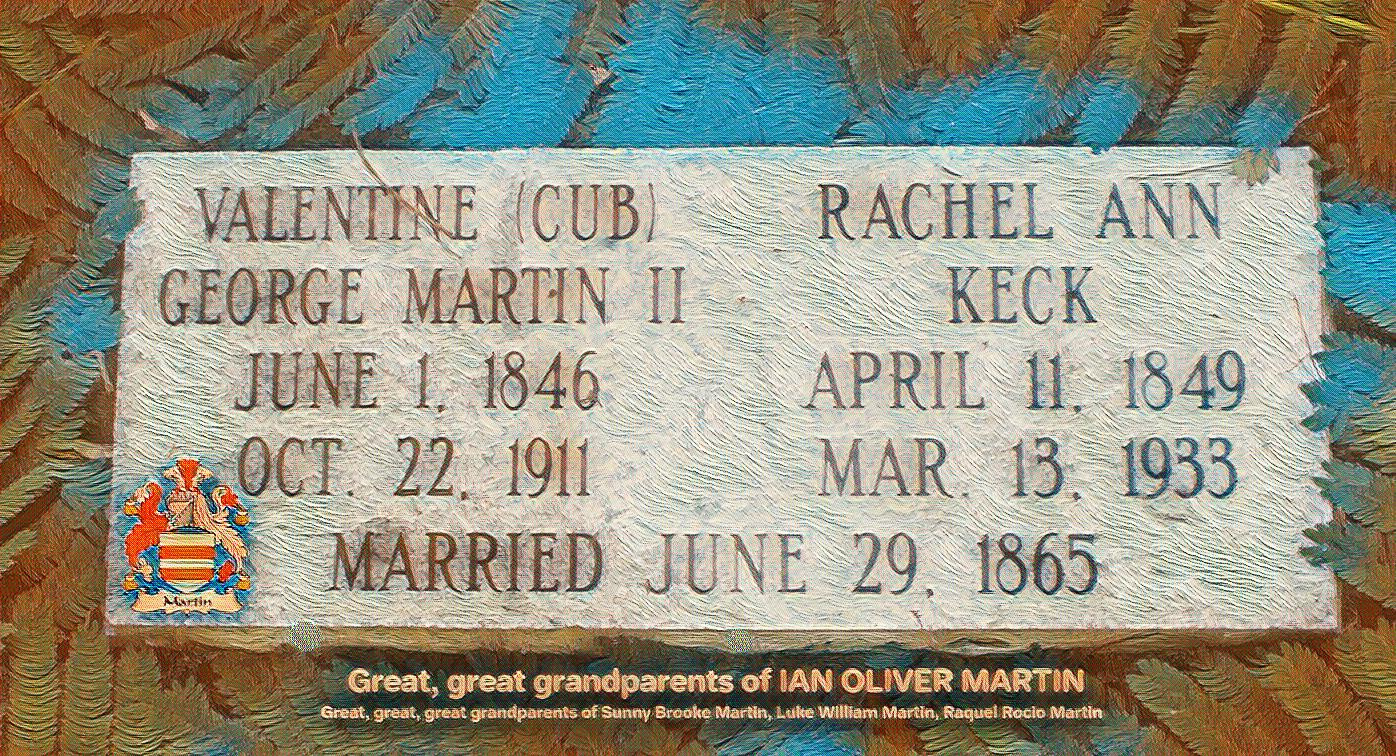 VALENTINE (CUB)
GEORGE MARTIN II
JUNE 1, 1846
OCT. 22, 1911
RACHEL ANN
KECK
APRIL 11, 1849
MAR. 13, 1933
MARRIED JUNE 29, 1865
Martin
Great, great grandparents of IAN OLIVER MARTIN
Great, great, great grandparents of Sunny Brooke Martin, Luke William Martin, Raquel Rocio Martin